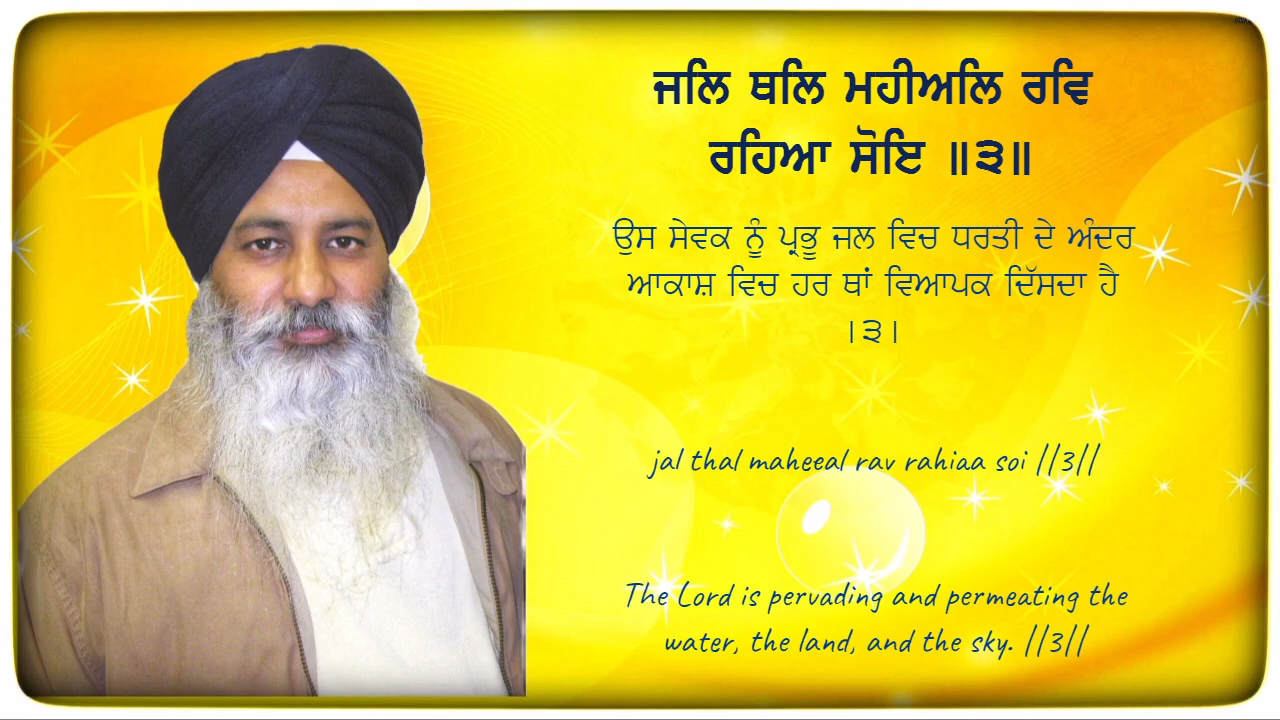 ਜਲਿ ਥਲਿ ਮਹੀਅਲਿ ਰਵਿ
ਰਹਿਆ ਸੋਇ ॥੩॥
ਉਸ ਸੇਵਕ ਨੂੰ ਪ੍ਰਭੂ ਜਲ ਵਿਚ ਧਰਤੀ ਦੇ ਅੰਦਰ
ਆਕਾਸ਼ ਵਿਚ ਹਰ ਥਾਂ ਵਿਆਪਕ ਦਿੱਸਦਾ ਹੈ
।੩।
jal thal maheeal rav rahiaa soi ||3||
The Lord is pervading and permeating the
water, the land, and the sky. ||3||